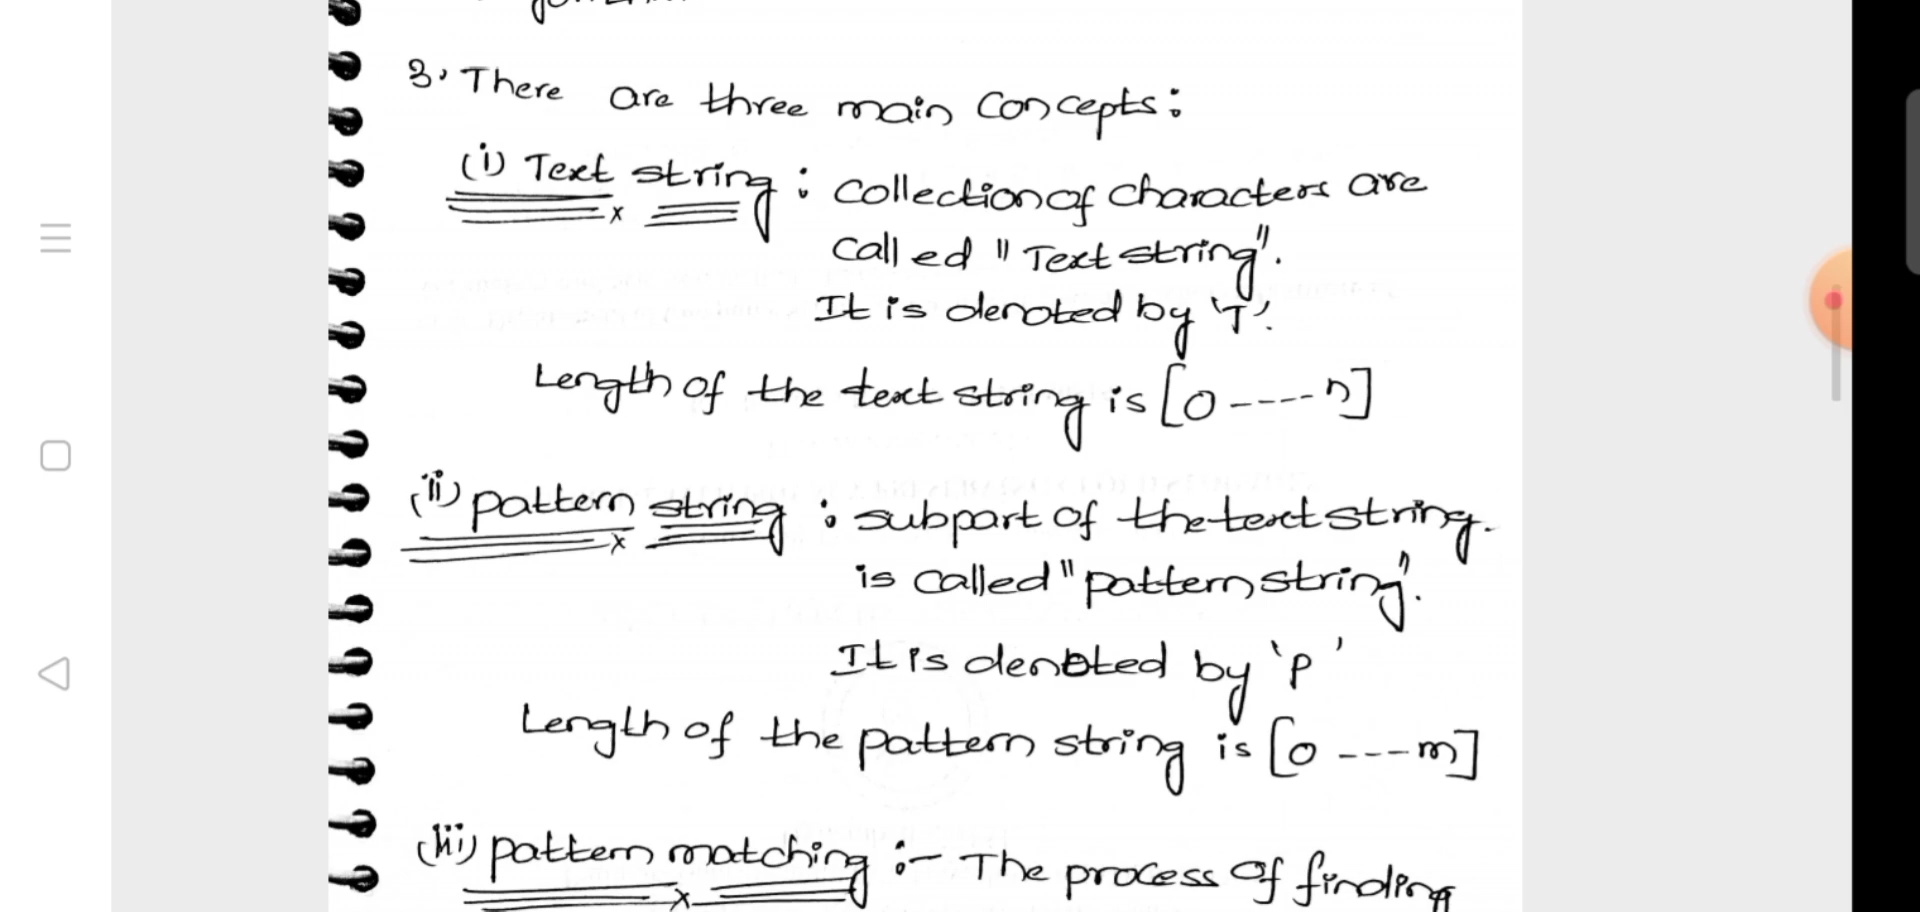 3. There are three main concepts:
(i) Text string : collection of characters are
called "Text string".
It is denoted by 'T'.
Length of the text string is [0 ---- n]
(ii) pattern string : subpart of the text string.
is called "pattern string".
It is denoted by 'p'
Length of the pattern string is [0 --- m]
(iii) pattern matching :- The process of finding